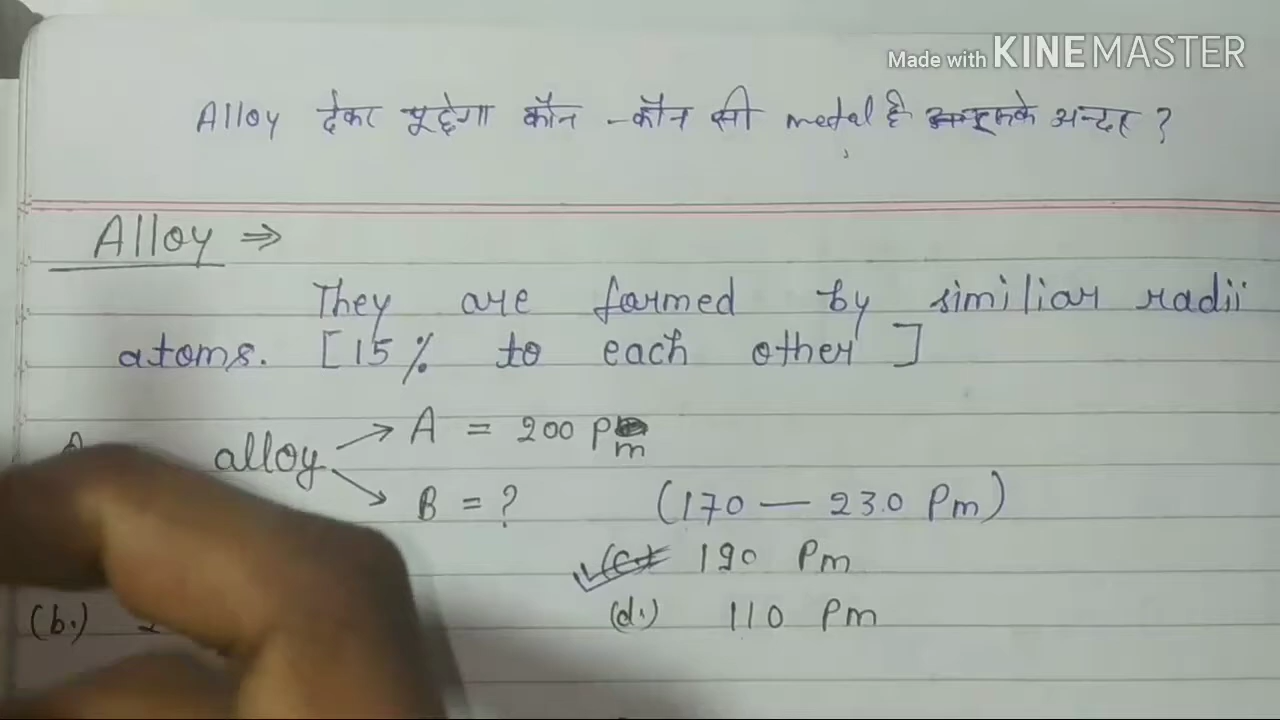 Made with KINEMASTER
Alloy देकर पूछेगा कौन - कौन सी metal है इसके अन्दर ?
Alloy ⇒
They are formed by similiar radii
atoms. [15% to each other]
alloy → A = 200 Pm
→ B = ? (170 — 230 Pm)
(c.) 190 Pm
(b.)
(d.) 110 Pm